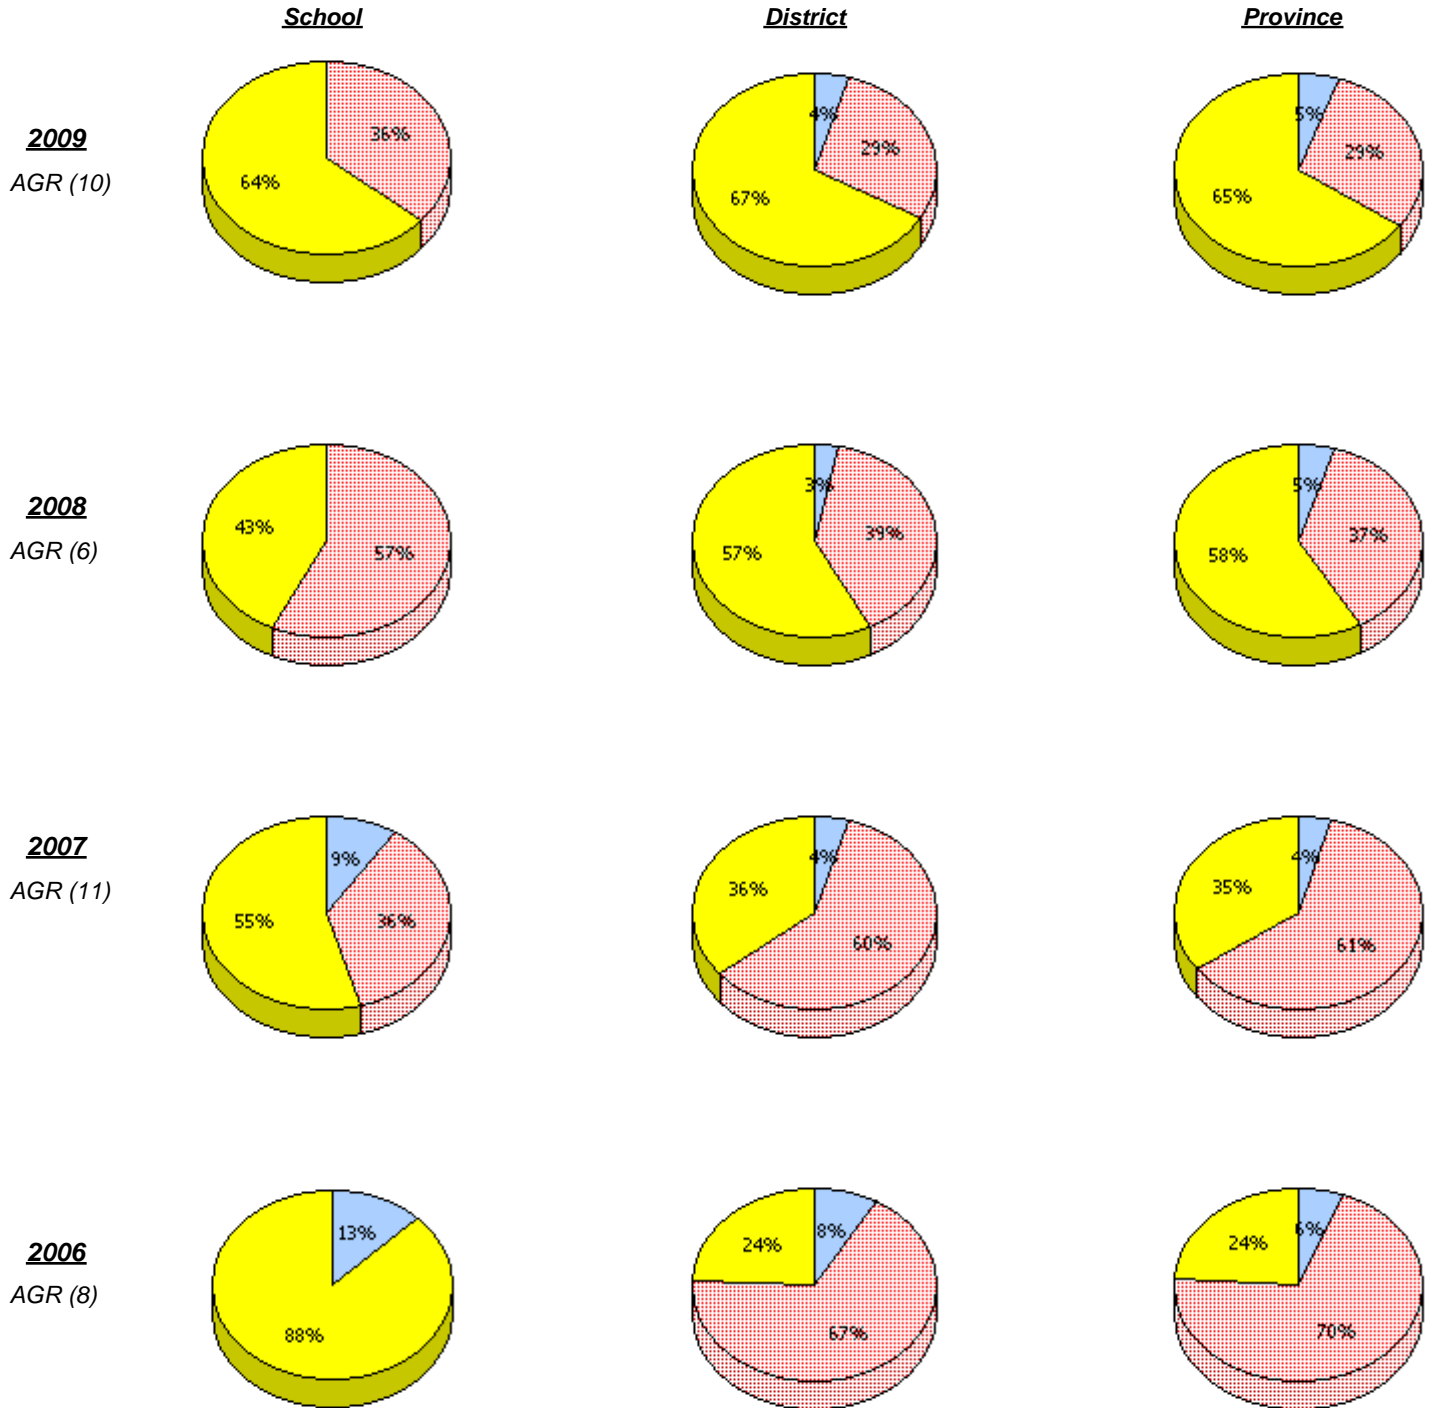 School District Province
2009
AGR (10)
64% 36%
67% 4% 29%
65% 5% 29%
2008
AGR (6)
43% 57%
57% 3% 39%
58% 5% 37%
2007
AGR (11)
55% 9% 36%
36% 4% 60%
35% 4% 61%
2006
AGR (8)
88% 13%
24% 8% 67%
24% 6% 70%